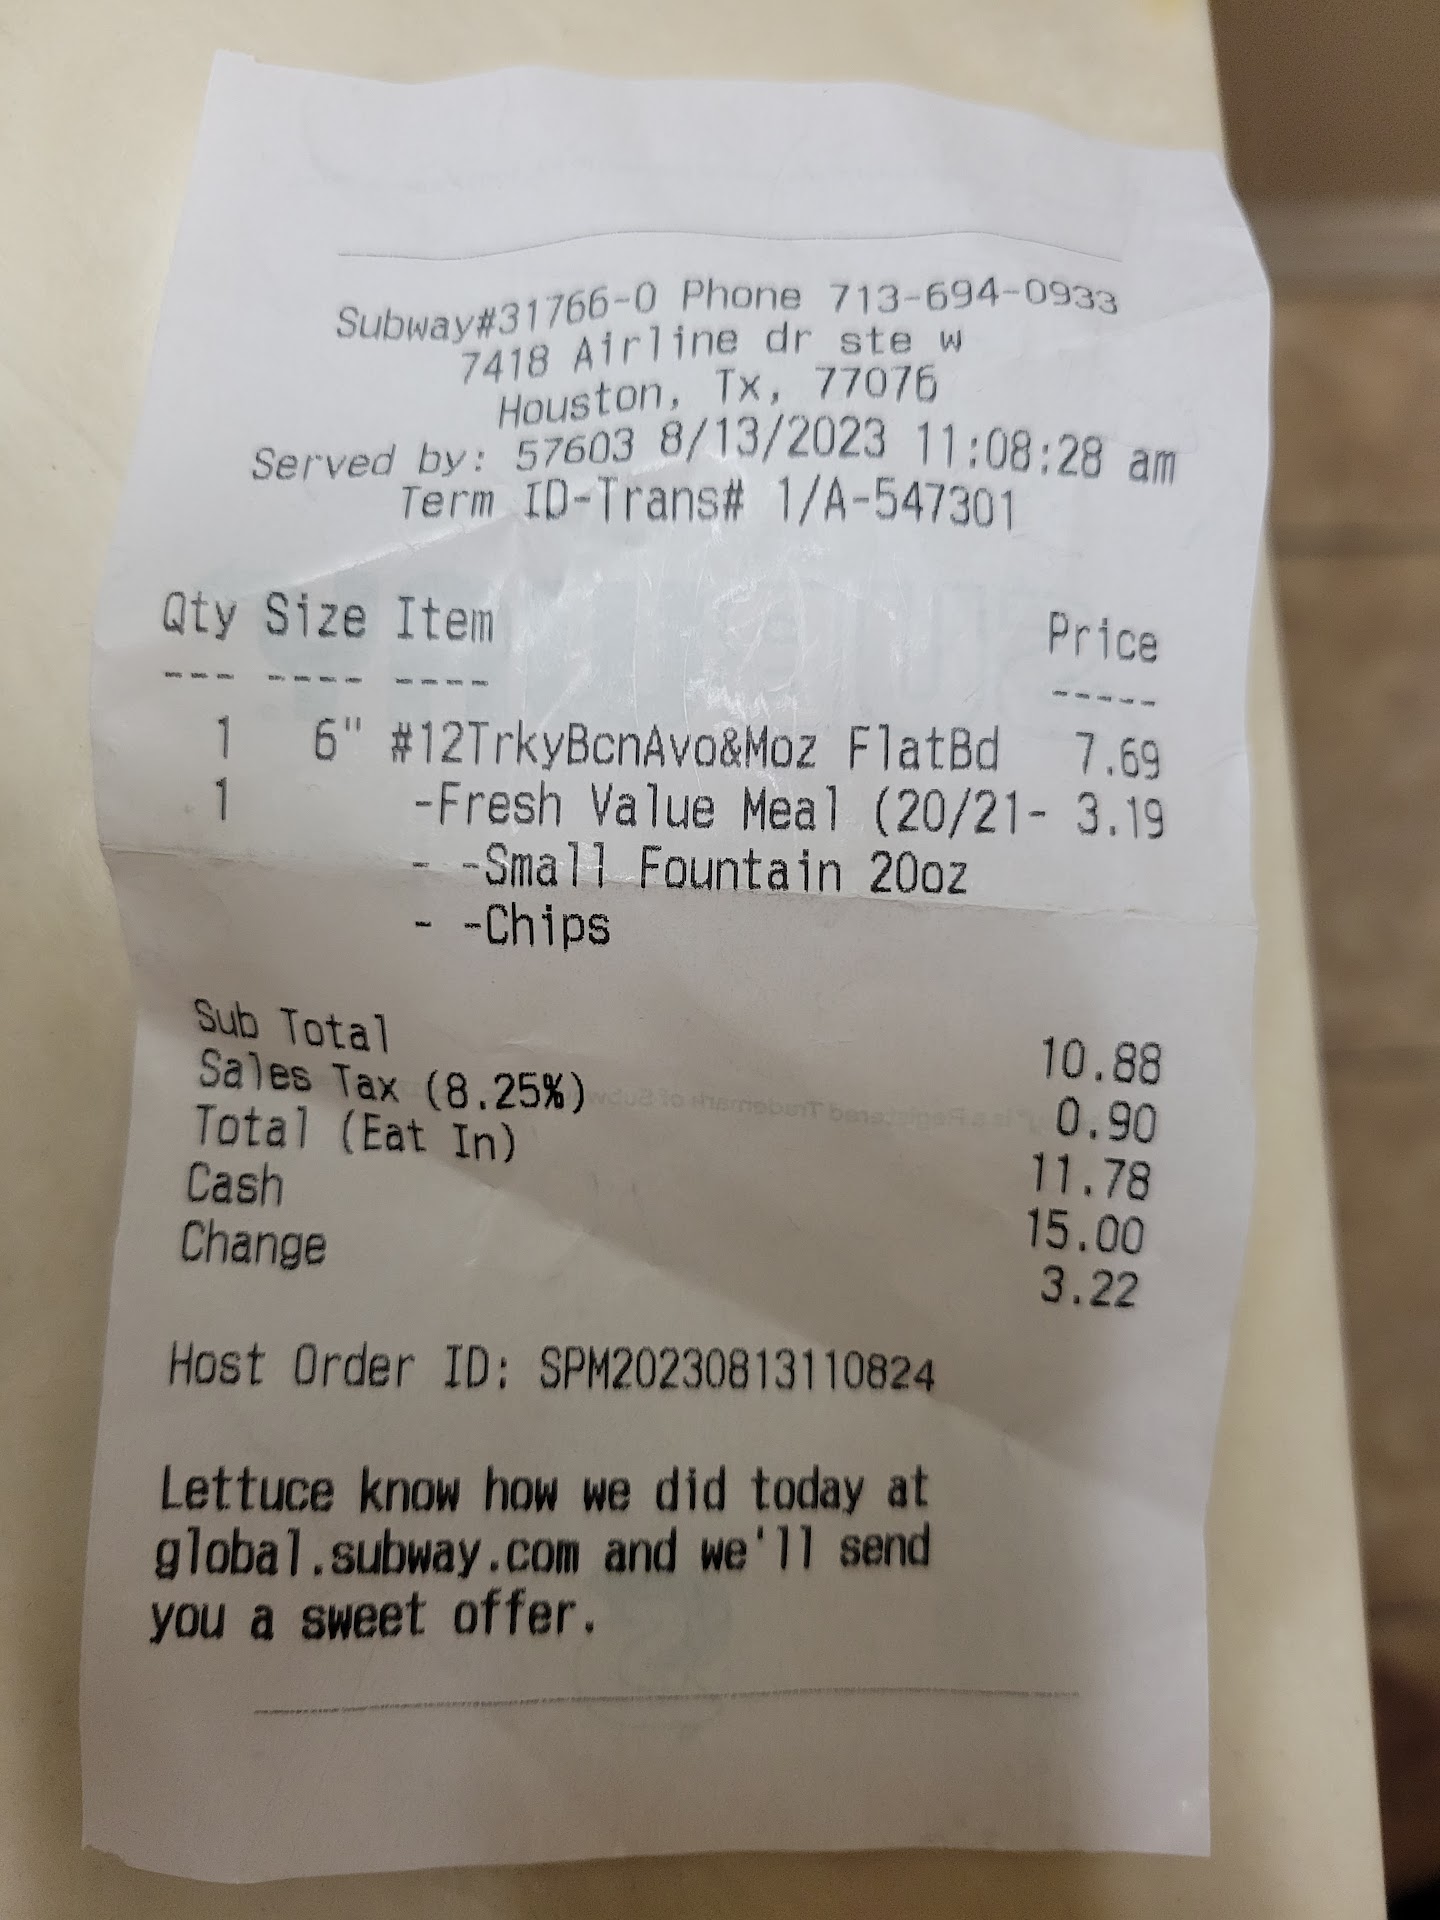 Subway#31766-0 Phone 713-694-0933
7418 Airline dr ste w
Houston, Tx, 77076
Served by: 57603 8/13/2023 11:08:28 am
Term ID-Trans# 1/A-547301
Qty Size Item Price
--- ---- ---- -----
1 6" #12TrkyBcnAvo&Moz FlatBd 7.69
1 -Fresh Value Meal (20/21- 3.19
- -Small Fountain 20oz
- -Chips
Sub Total 10.88
Sales Tax (8.25%) 0.90
Total (Eat In) 11.78
Cash 15.00
Change 3.22
Host Order ID: SPM20230813110824
Lettuce know how we did today at
global.subway.com and we'll send
you a sweet offer.